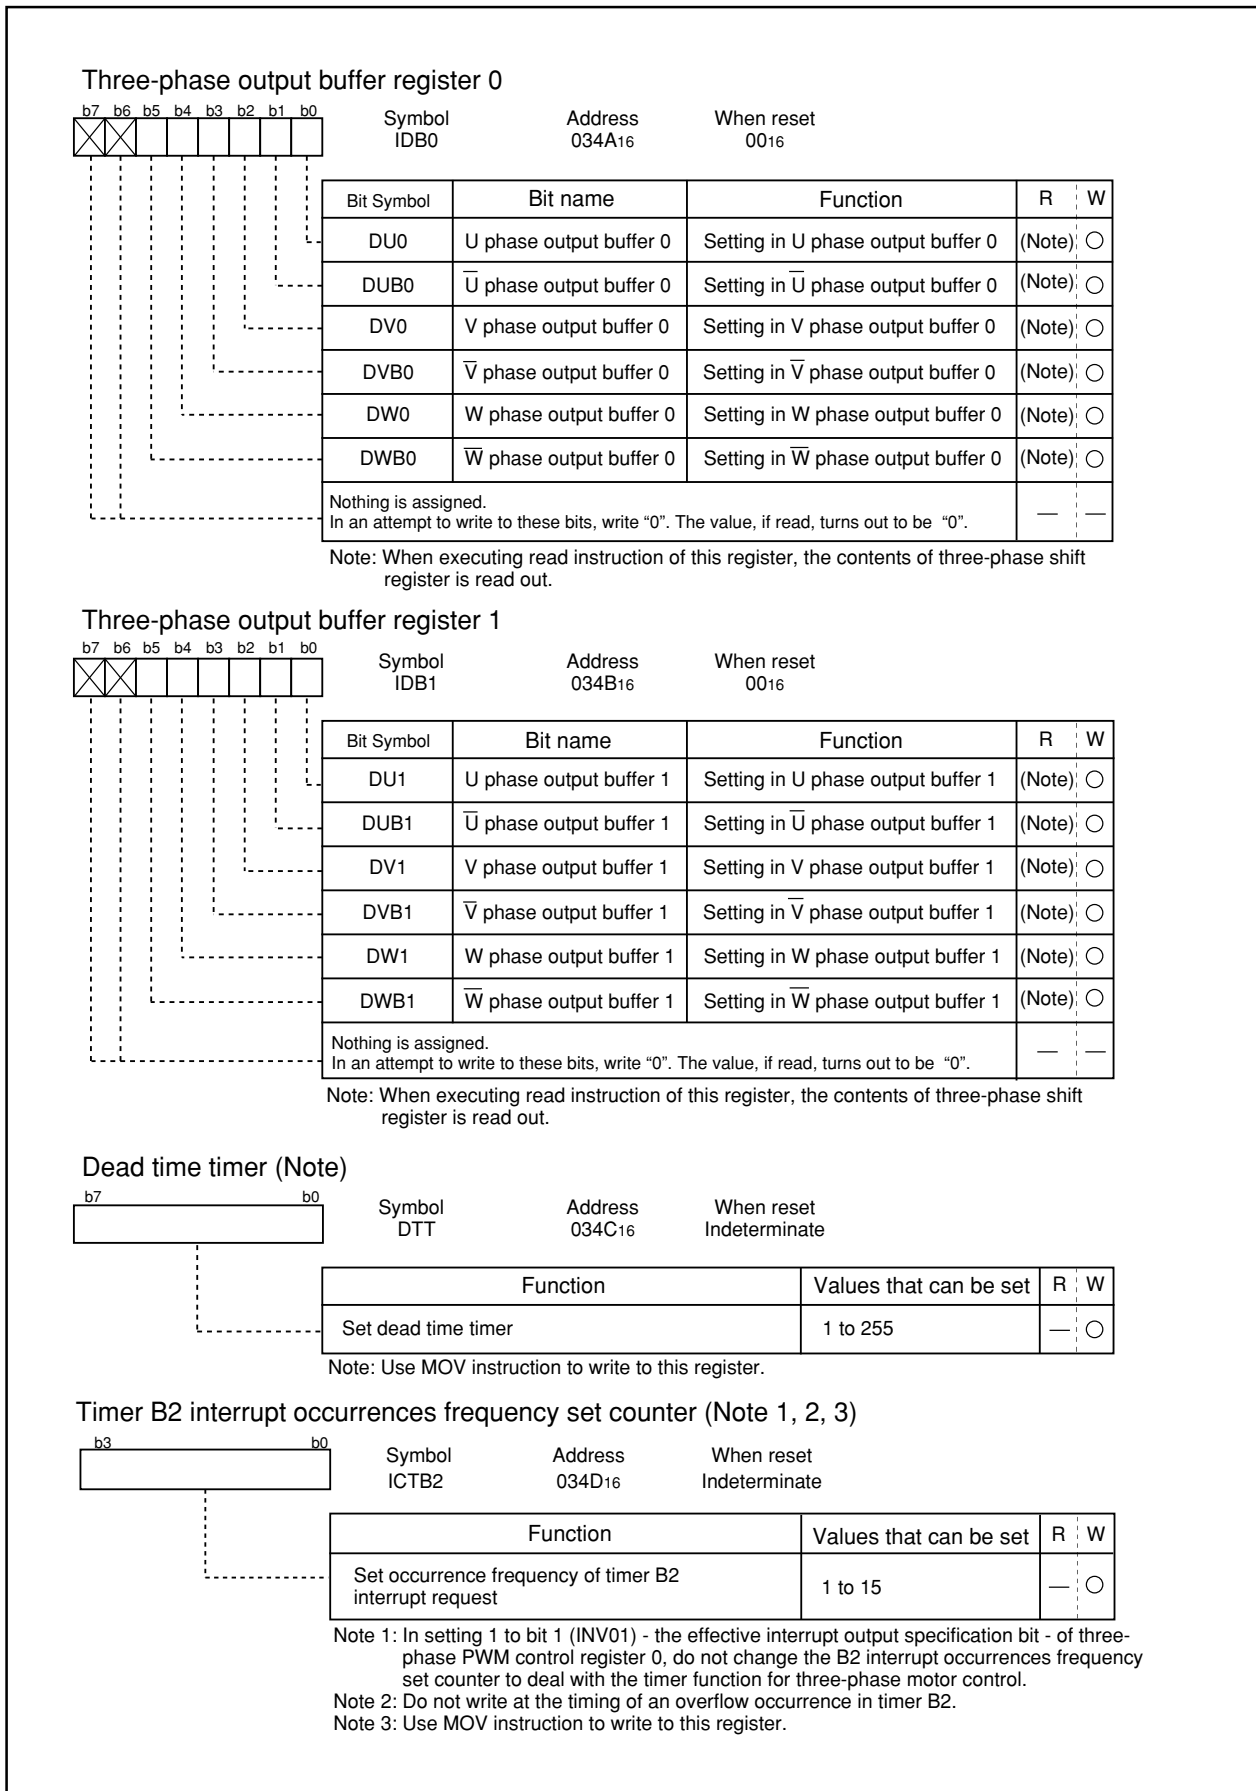 Three-phase output buffer register 0
b7 b6 b5 b4 b3 b2 b1 b0
Symbol Address When reset
IDB0 034A16 0016
Bit Symbol Bit name Function R W
DU0 U phase output buffer 0 Setting in U phase output buffer 0 (Note) ○
DUB0 U̅ phase output buffer 0 Setting in U̅ phase output buffer 0 (Note) ○
DV0 V phase output buffer 0 Setting in V phase output buffer 0 (Note) ○
DVB0 V̅ phase output buffer 0 Setting in V̅ phase output buffer 0 (Note) ○
DW0 W phase output buffer 0 Setting in W phase output buffer 0 (Note) ○
DWB0 W̅ phase output buffer 0 Setting in W̅ phase output buffer 0 (Note) ○
Nothing is assigned.
In an attempt to write to these bits, write “0”. The value, if read, turns out to be “0”. — —
Note: When executing read instruction of this register, the contents of three-phase shift
register is read out.
Three-phase output buffer register 1
b7 b6 b5 b4 b3 b2 b1 b0
Symbol Address When reset
IDB1 034B16 0016
Bit Symbol Bit name Function R W
DU1 U phase output buffer 1 Setting in U phase output buffer 1 (Note) ○
DUB1 U̅ phase output buffer 1 Setting in U̅ phase output buffer 1 (Note) ○
DV1 V phase output buffer 1 Setting in V phase output buffer 1 (Note) ○
DVB1 V̅ phase output buffer 1 Setting in V̅ phase output buffer 1 (Note) ○
DW1 W phase output buffer 1 Setting in W phase output buffer 1 (Note) ○
DWB1 W̅ phase output buffer 1 Setting in W̅ phase output buffer 1 (Note) ○
Nothing is assigned.
In an attempt to write to these bits, write “0”. The value, if read, turns out to be “0”. — —
Note: When executing read instruction of this register, the contents of three-phase shift
register is read out.
Dead time timer (Note)
b7 b0
Symbol Address When reset
DTT 034C16 Indeterminate
Function Values that can be set R W
Set dead time timer 1 to 255 — ○
Note: Use MOV instruction to write to this register.
Timer B2 interrupt occurrences frequency set counter (Note 1, 2, 3)
b3 b0
Symbol Address When reset
ICTB2 034D16 Indeterminate
Function Values that can be set R W
Set occurrence frequency of timer B2
interrupt request 1 to 15 — ○
Note 1: In setting 1 to bit 1 (INV01) - the effective interrupt output specification bit - of three-
phase PWM control register 0, do not change the B2 interrupt occurrences frequency
set counter to deal with the timer function for three-phase motor control.
Note 2: Do not write at the timing of an overflow occurrence in timer B2.
Note 3: Use MOV instruction to write to this register.